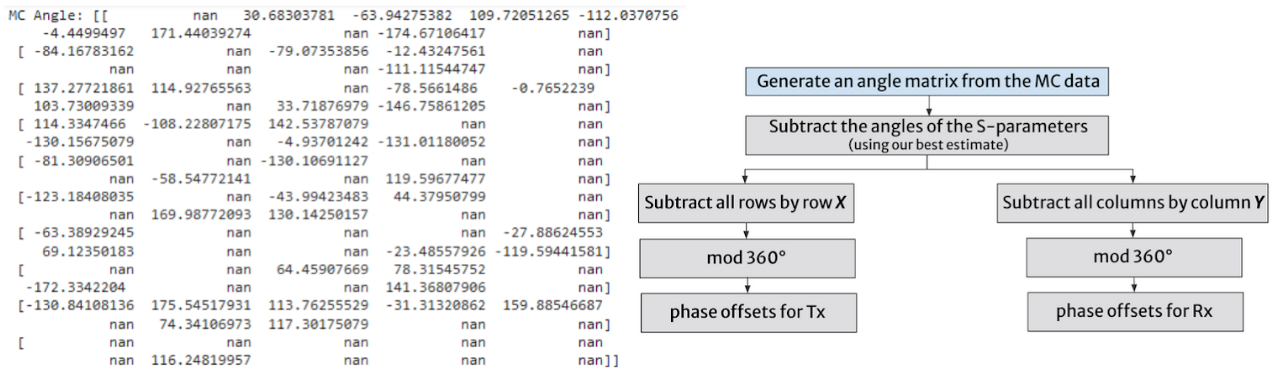 MC Angle: [[ nan 30.68303781 -63.94275382 109.72051265 -112.0370756
-4.4499497 171.44039274 nan -174.67106417 nan]
[ -84.16783162 nan -79.07353856 -12.43247561 nan
nan nan nan -111.11544747 nan]
[ 137.27721861 114.92765563 nan -78.5661486 -0.7652239
103.73009339 nan 33.71876979 -146.75861205 nan]
[ 114.3347466 -108.22807175 142.53787079 nan nan
-130.15675079 nan -4.93701242 -131.01180052 nan]
[ -81.30906501 nan -130.10691127 nan nan
nan -58.54772141 nan 119.59677477 nan]
[-123.18408035 nan -43.99423483 44.37950799 nan
nan 169.98772093 130.14250157 nan nan]
[ -63.38929245 nan nan nan -27.88624553
69.12350183 nan nan -23.48557926 -119.59441581]
[ nan nan 64.45907669 78.31545752 nan
-172.3342204 nan nan 141.36807906 nan]
[-130.84108136 175.54517931 113.76255529 -31.31320862 159.88546687
nan 74.34106973 117.30175079 nan nan]
[ nan nan nan nan nan
nan 116.24819957 nan nan nan]]
Generate an angle matrix from the MC data
Subtract the angles of the S-parameters
(using our best estimate)
Subtract all rows by row X
mod 360°
phase offsets for Tx
Subtract all columns by column Y
mod 360°
phase offsets for Rx